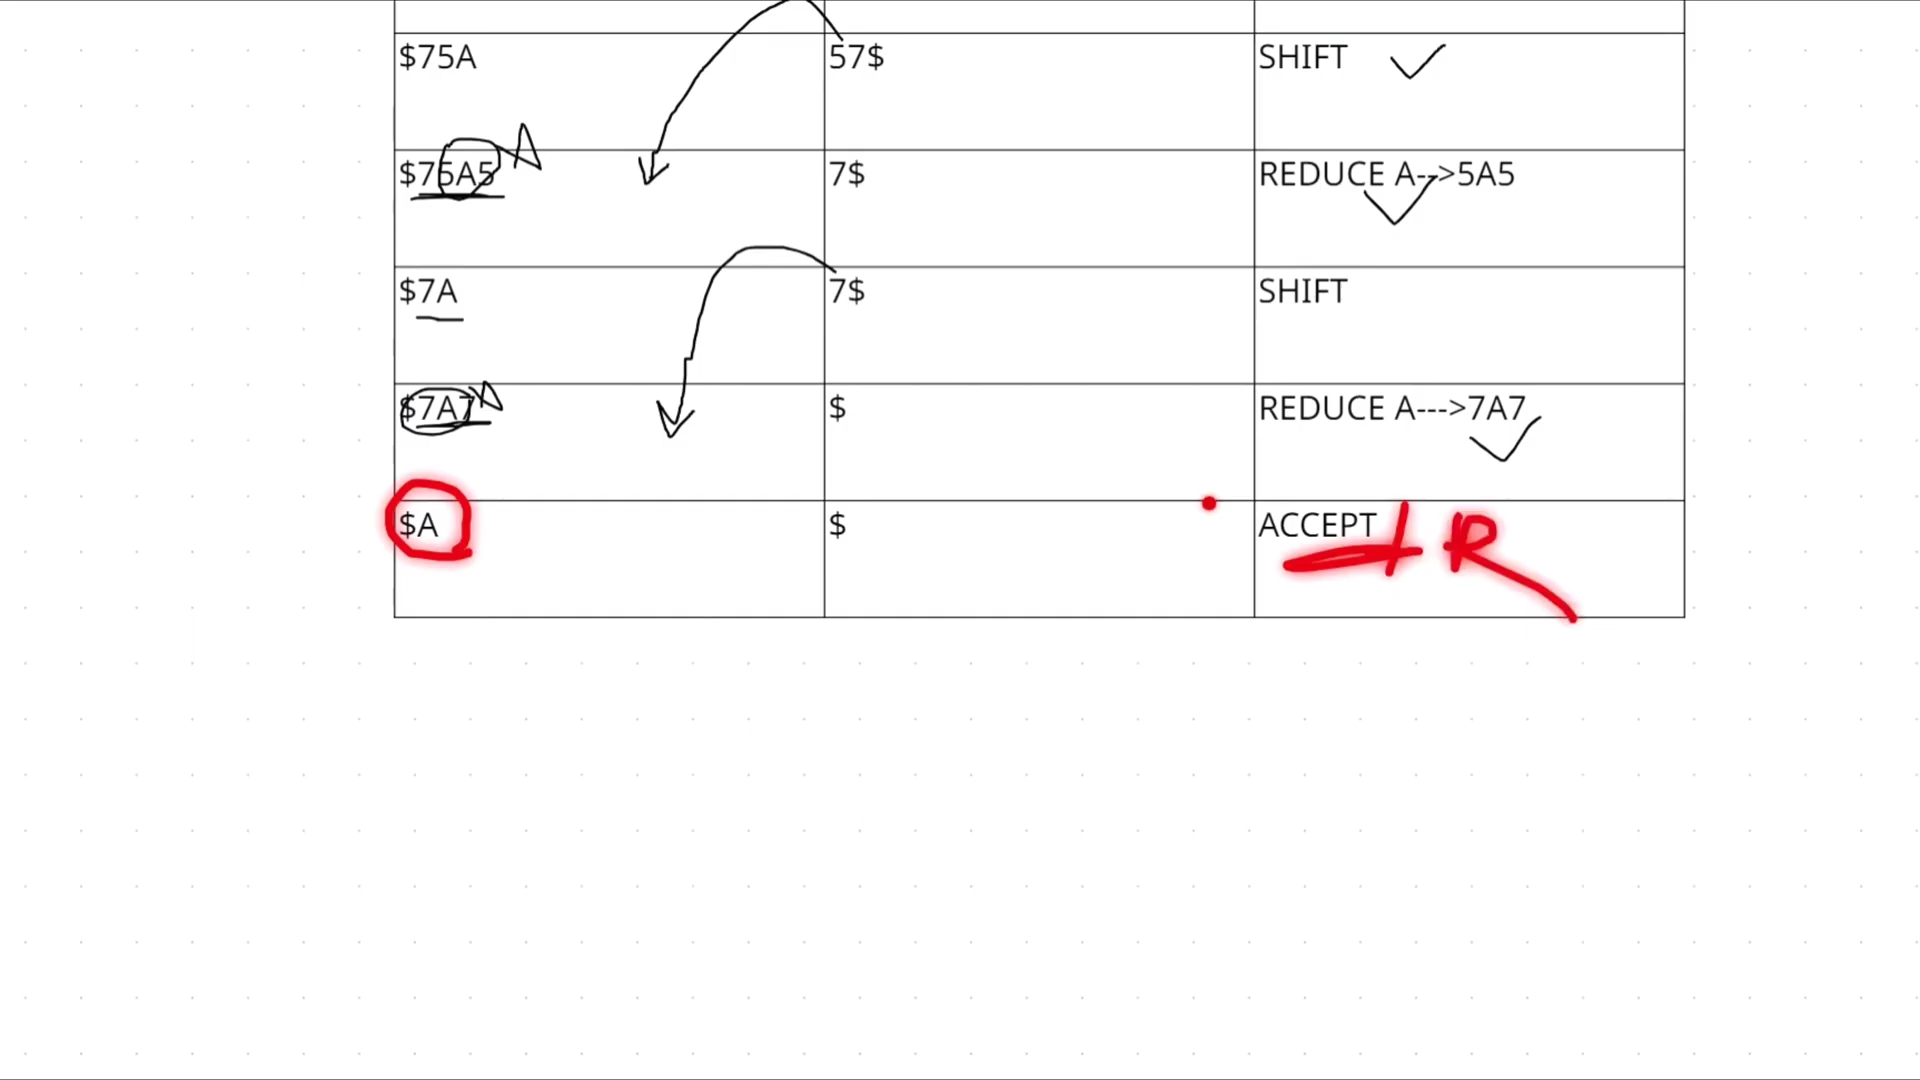 $75A 57$ SHIFT
$75A5 A 7$ REDUCE A-->5A5
$7A 7$ SHIFT
$7A7 A $ REDUCE A--->7A7
$A $ ACCEPT R